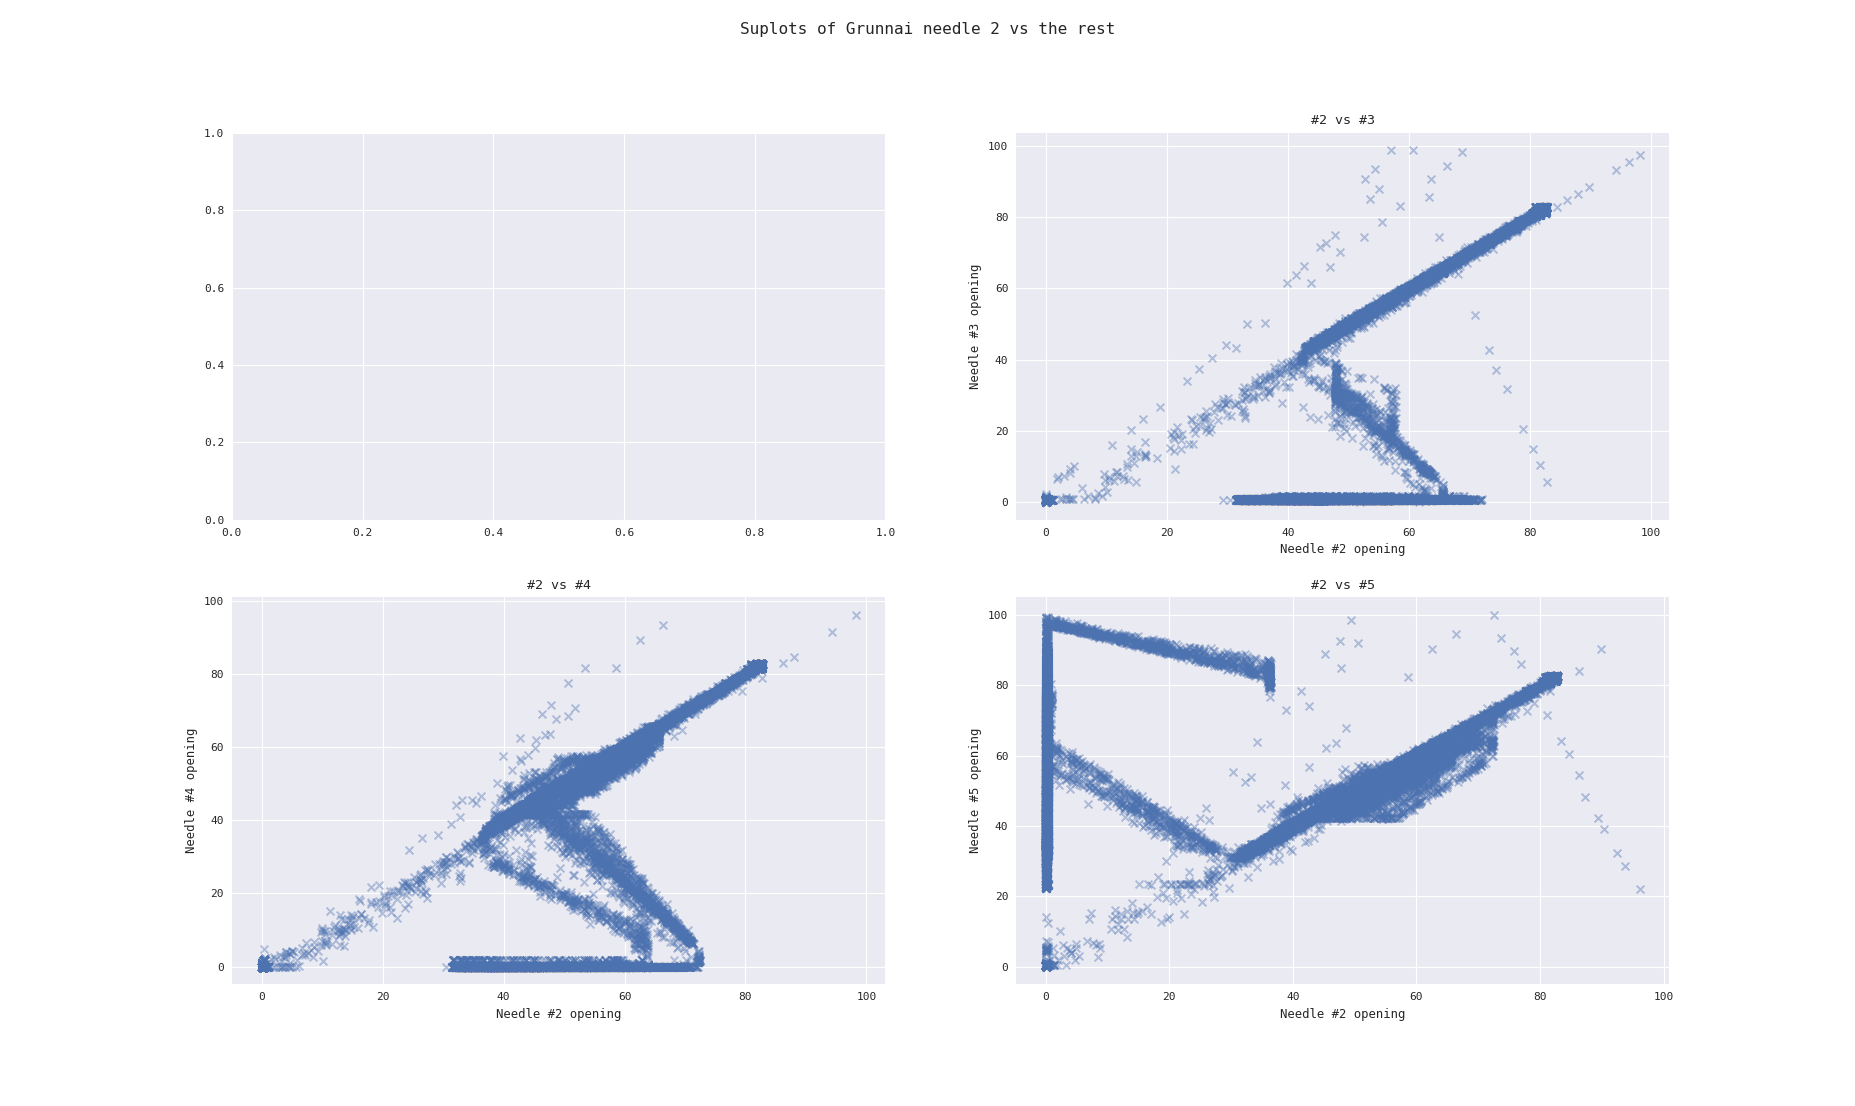 Suplots of Grunnai needle 2 vs the rest
1.0
0.8
0.6
0.4
0.2
0.0
0.0 0.2 0.4 0.6 0.8 1.0
#2 vs #3
Needle #3 opening
100
80
60
40
20
0
0 20 40 60 80 100
Needle #2 opening
#2 vs #4
Needle #4 opening
100
80
60
40
20
0
0 20 40 60 80 100
Needle #2 opening
#2 vs #5
Needle #5 opening
100
80
60
40
20
0
0 20 40 60 80 100
Needle #2 opening